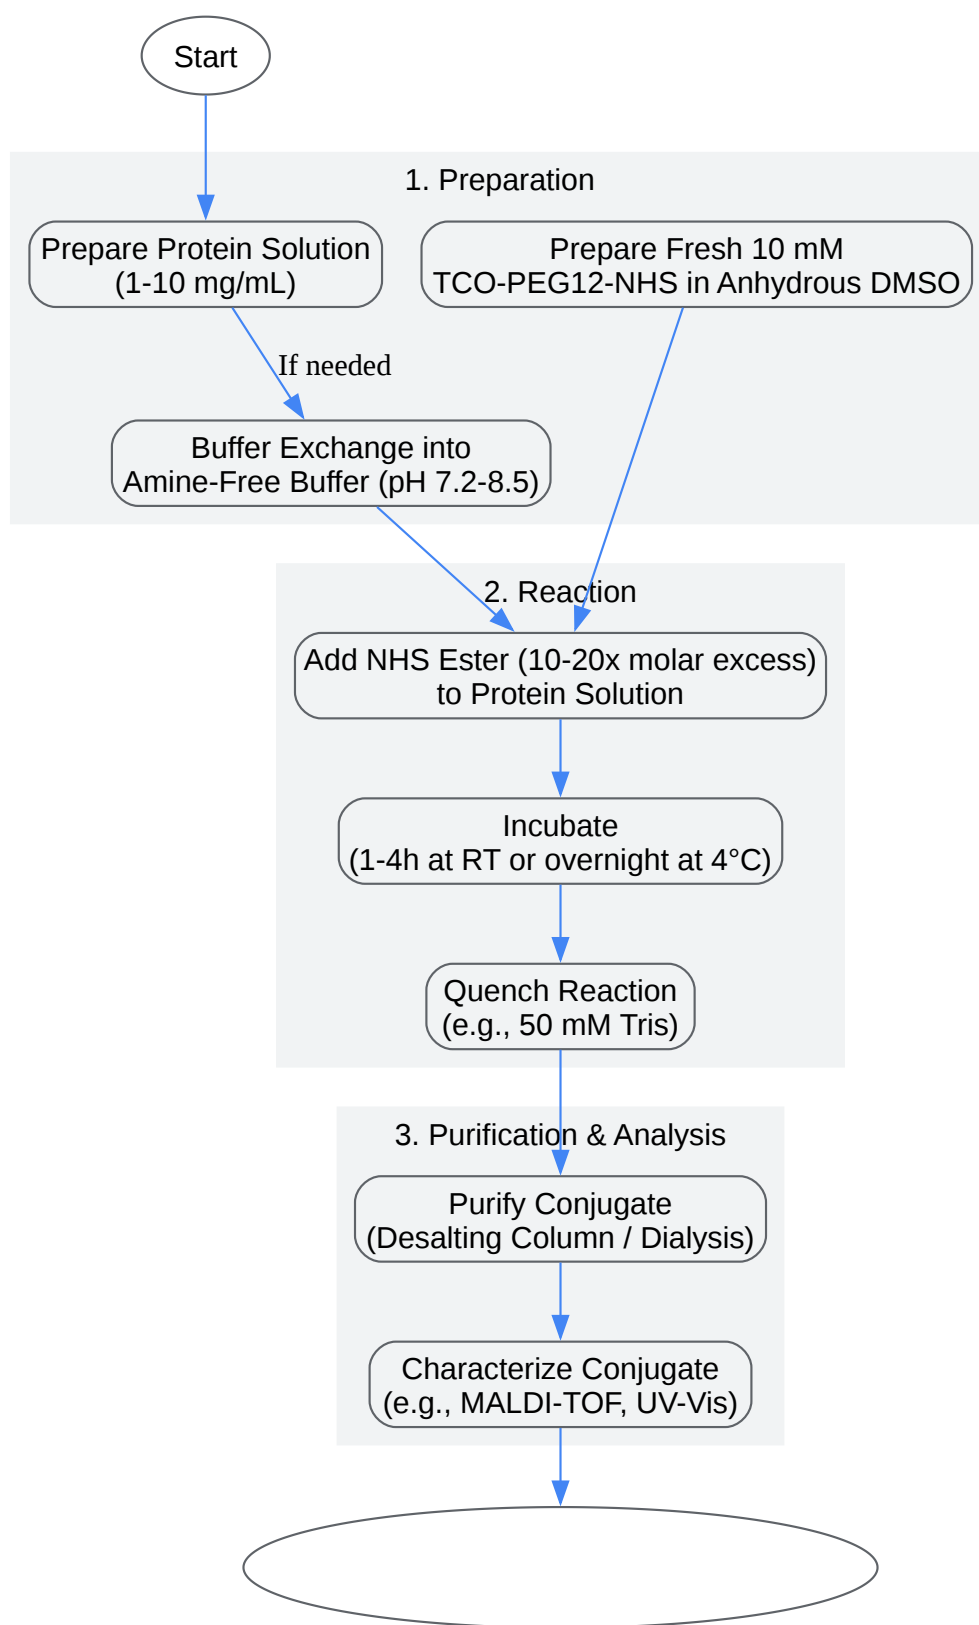 Start
1. Preparation
Prepare Protein Solution
(1-10 mg/mL)
Prepare Fresh 10 mM
TCO-PEG12-NHS in Anhydrous DMSO
If needed
Buffer Exchange into
Amine-Free Buffer (pH 7.2-8.5)
2. Reaction
Add NHS Ester (10-20x molar excess)
to Protein Solution
Incubate
(1-4h at RT or overnight at 4°C)
Quench Reaction
(e.g., 50 mM Tris)
3. Purification & Analysis
Purify Conjugate
(Desalting Column / Dialysis)
Characterize Conjugate
(e.g., MALDI-TOF, UV-Vis)